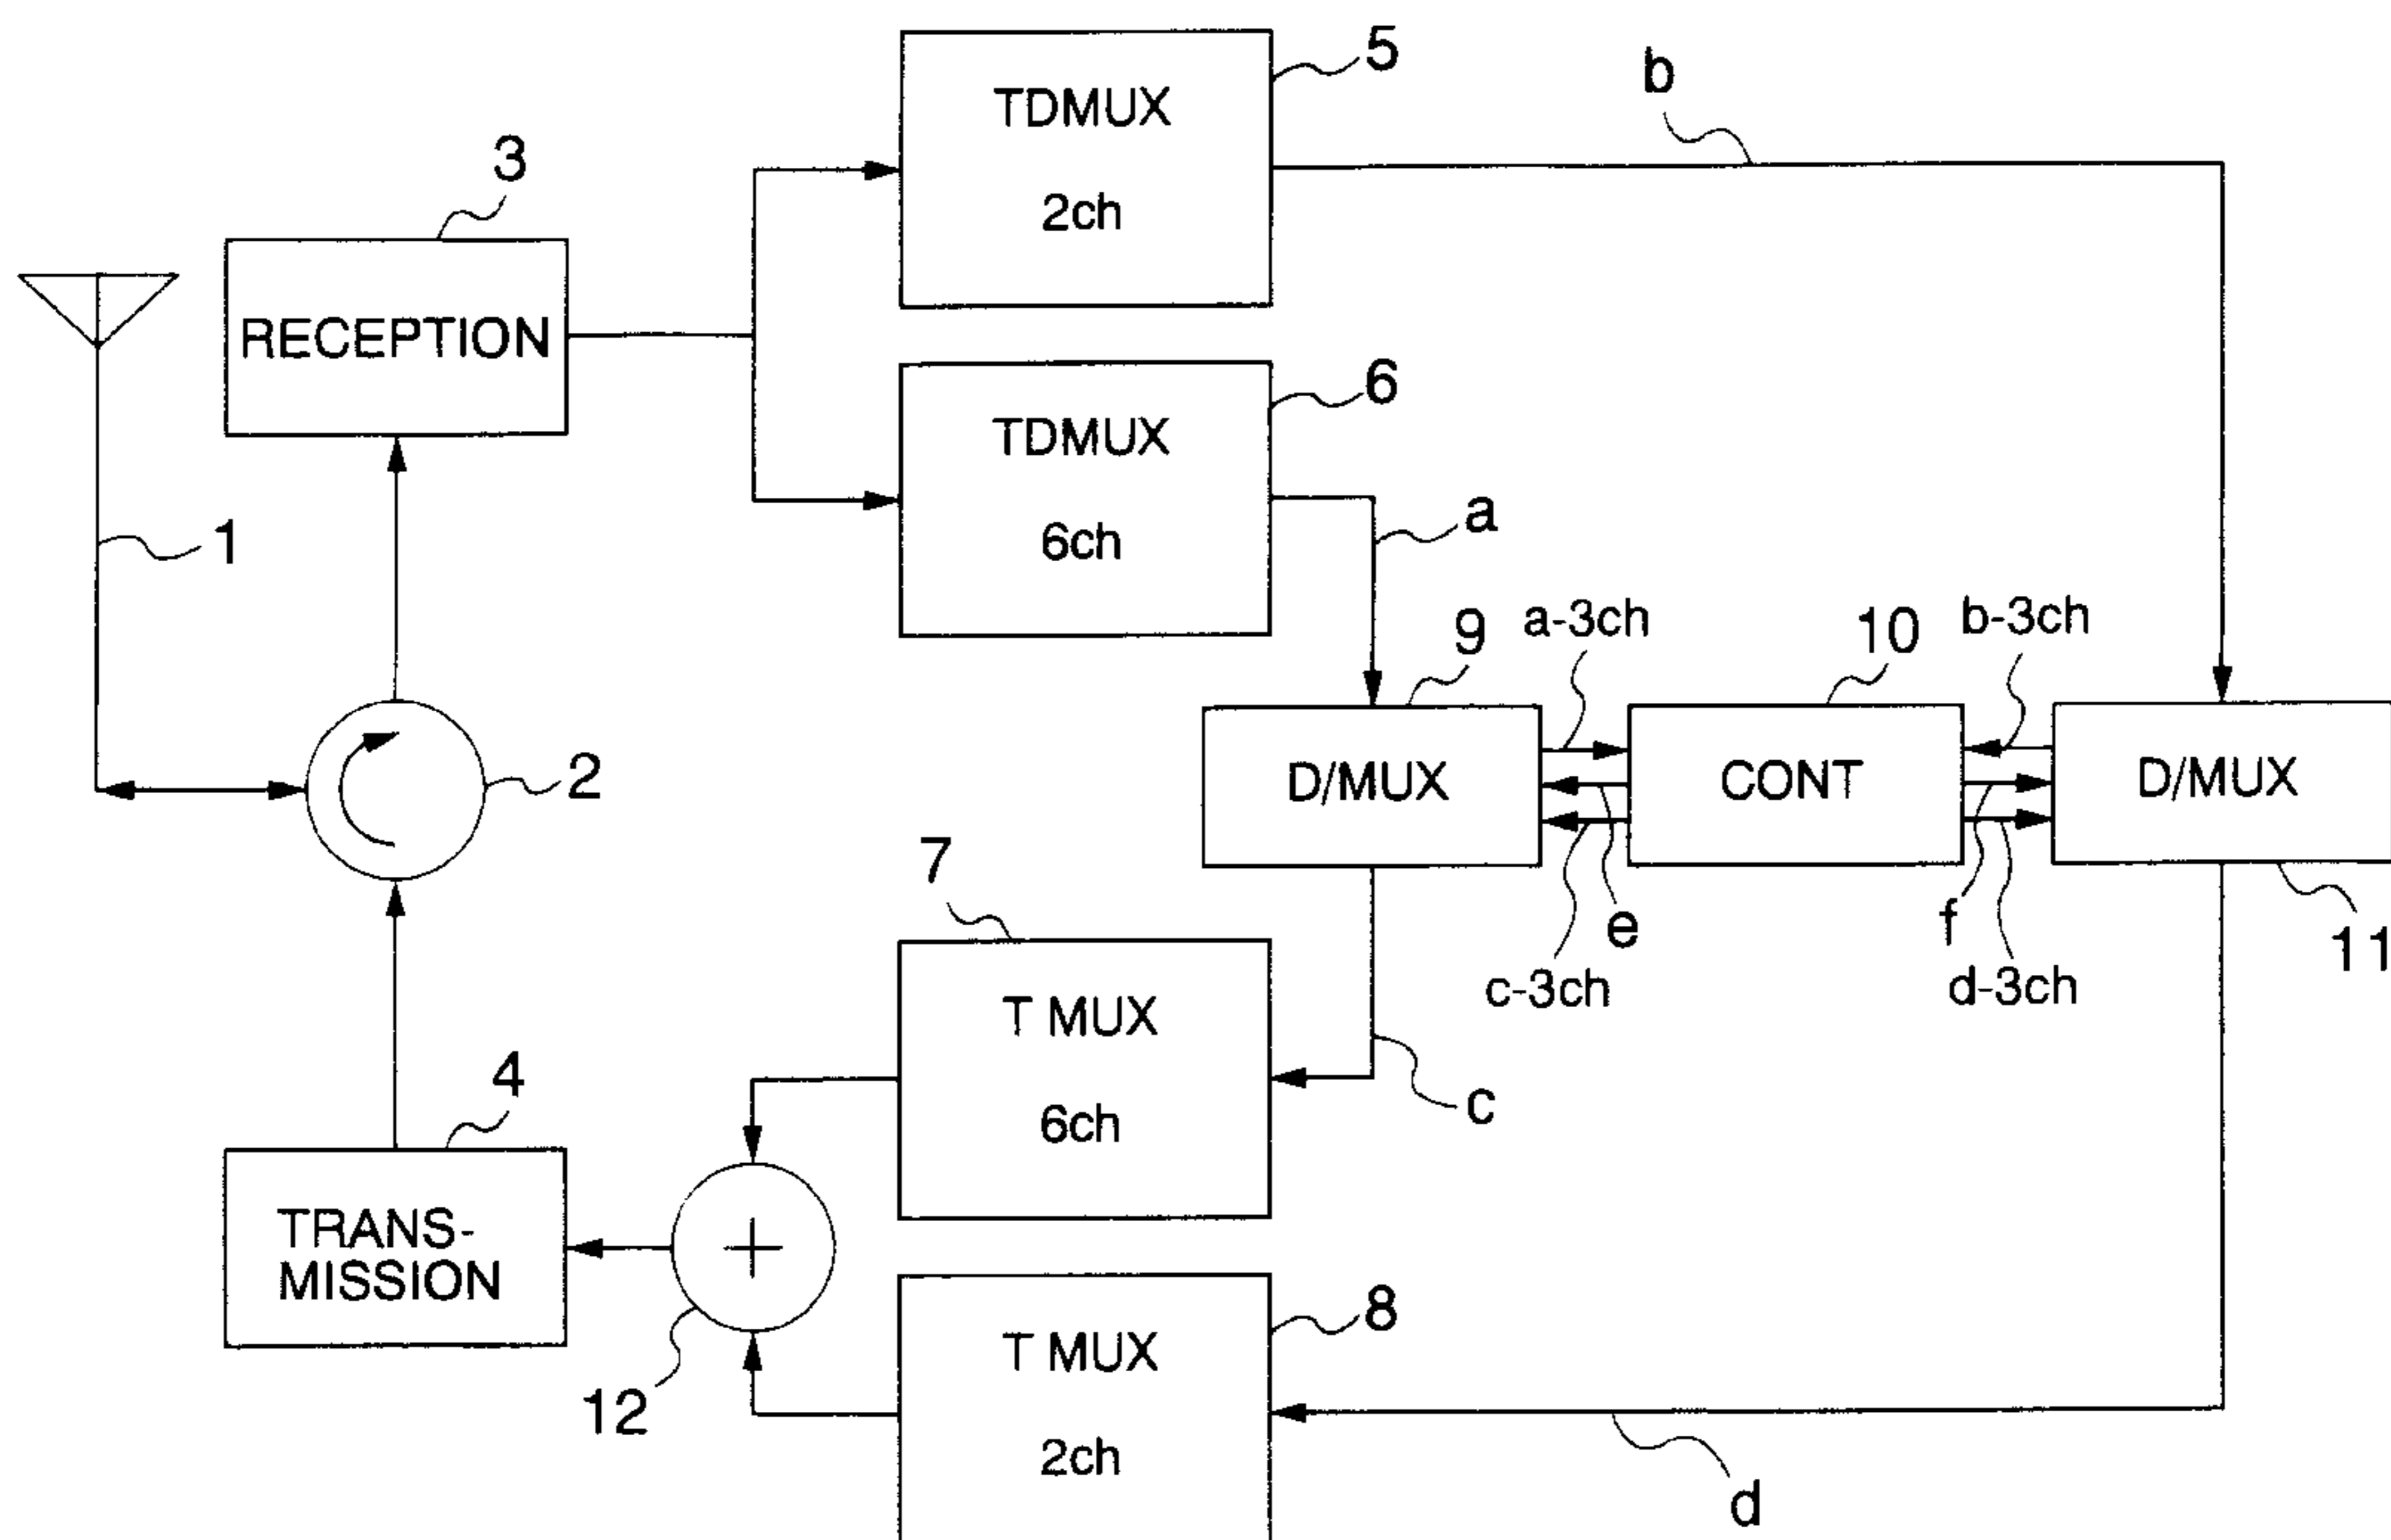 5
TDMUX
2ch
b
3
RECEPTION
6
TDMUX
6ch
a
1
2
9
a-3ch
10
b-3ch
D/MUX
CONT
D/MUX
e
f
c-3ch
d-3ch
11
7
T MUX
6ch
c
4
TRANS-
MISSION
12
8
T MUX
2ch
d